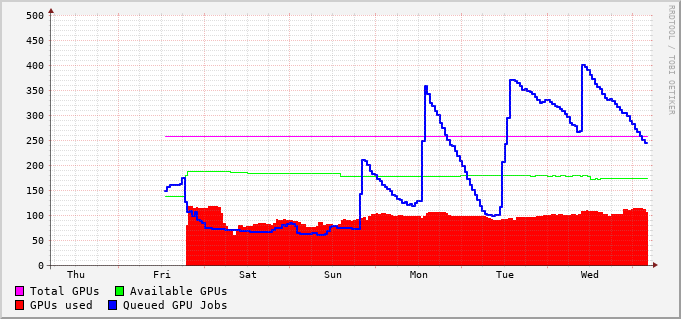 500
450
400
350
300
250
200
150
100
50
0
Thu Fri Sat Sun Mon Tue Wed
Total GPUs Available GPUs
GPUs used Queued GPU Jobs
RRDTOOL / TOBI OETIKER